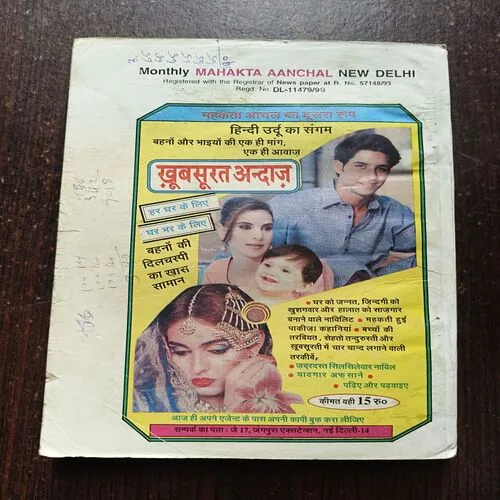 Monthly MAHAKTA AANCHAL NEW DELHI
Registered with the Registrar of News paper at R. No. 57148/93
Regd. No. DL-11479/99
महकता आंचल का दूसरा रूप
हिन्दी उर्दू का संगम
बहनों और भाइयों की एक ही मांग,
एक ही आवाज़
ख़ूबसूरत अन्दाज़
हर घर के लिए
घर भर के लिए
बहनों की
दिलचस्पी
का ख़ास
सामान
• घर को जन्नत, ज़िन्दगी को
खुशगवार और हालात को साज़गार
बनाने वाले नाविलिट • महकती हुई
पाकीज़ा कहानियां • बच्चों की
तरबियत, सेहतो तन्दुरुस्ती और
ख़ूबसूरती में चार चान्द लगाने वाली
तरकीबें,
• ज़बरदस्त सिलसिलेवार नाविल
• यादगार अफ़साने •
• पढ़िए और पढ़वाइए
कीमत वही 15 रु०
आज ही अपने एजेन्ट के पास अपनी कापी बुक करा लीजिए
सम्पर्क का पता : जे 17, जंगपुरा एक्सटेन्शन, नई दिल्ली-14